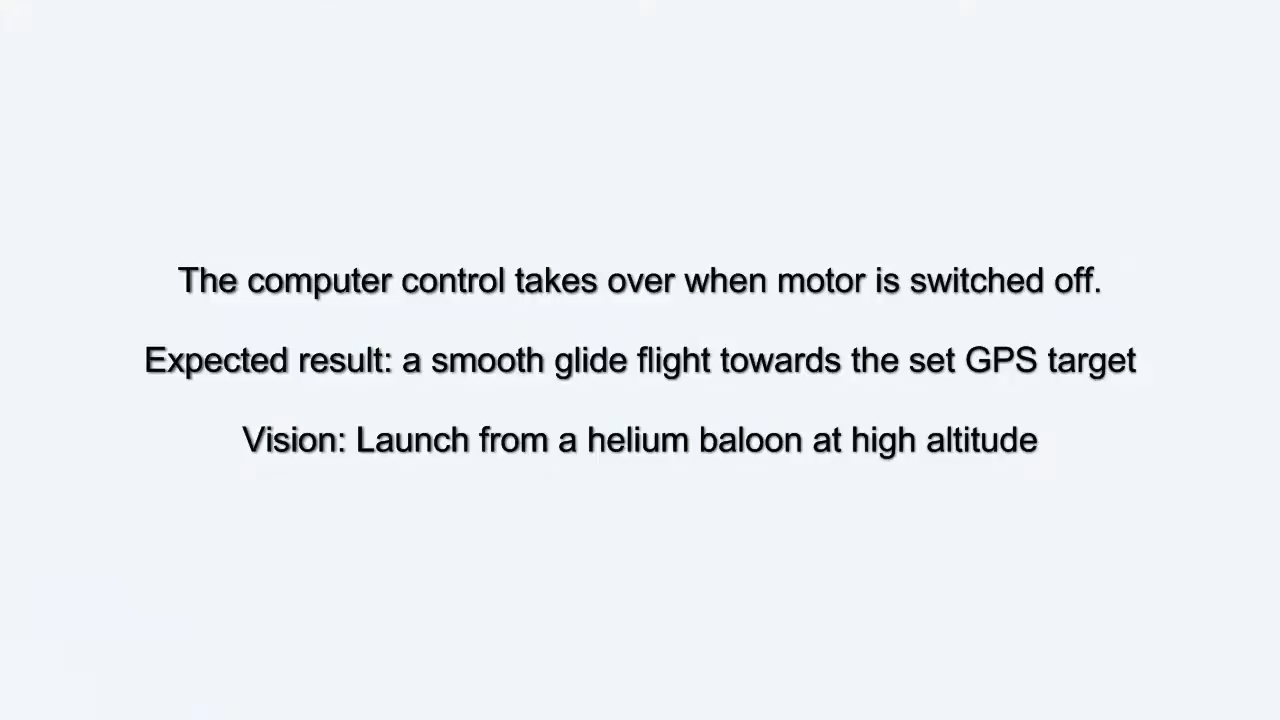 The computer control takes over when motor is switched off.
Expected result: a smooth glide flight towards the set GPS target
Vision: Launch from a helium baloon at high altitude